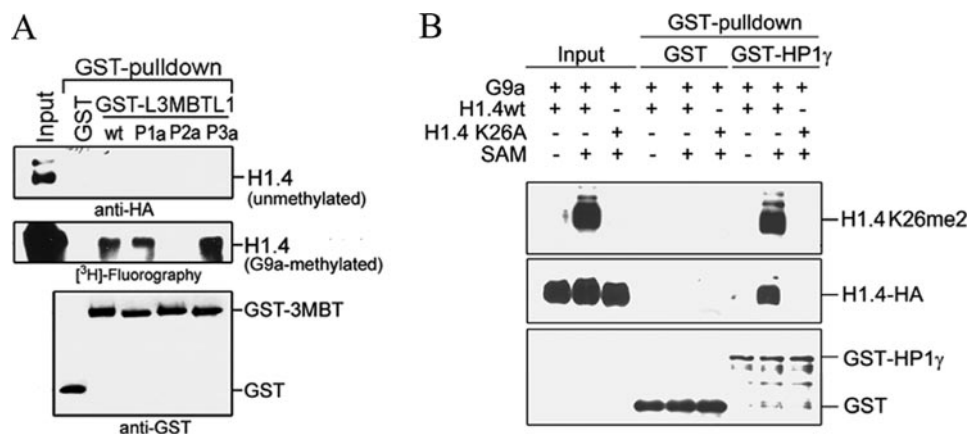 A
GST-pulldown
Input
GST
GST-L3MBTL1
wt P1a P2a P3a
H1.4
(unmethylated)
anti-HA
H1.4
(G9a-methylated)
[³H]-Fluorography
GST-3MBT
GST
anti-GST
B
GST-pulldown
Input GST GST-HP1γ
G9a + + + + + + + + +
H1.4wt + + - + + - + + -
H1.4 K26A - - + - - + - - +
SAM - + + - + + - + +
H1.4 K26me2
H1.4-HA
GST-HP1γ
GST